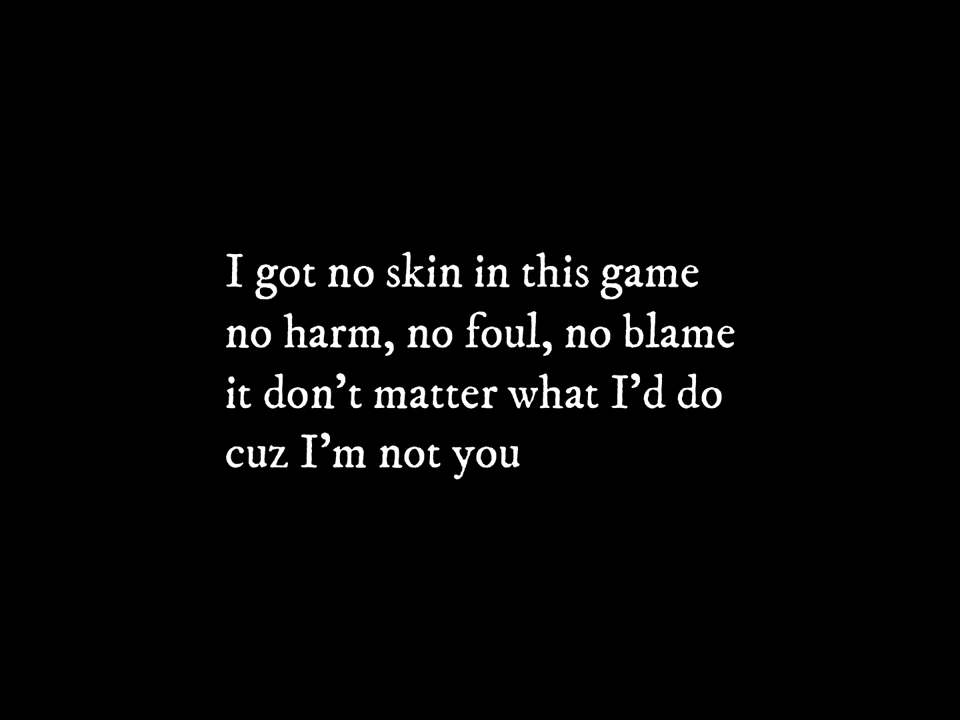 I got no skin in this game
no harm, no foul, no blame
it don’t matter what I’d do
cuz I’m not you